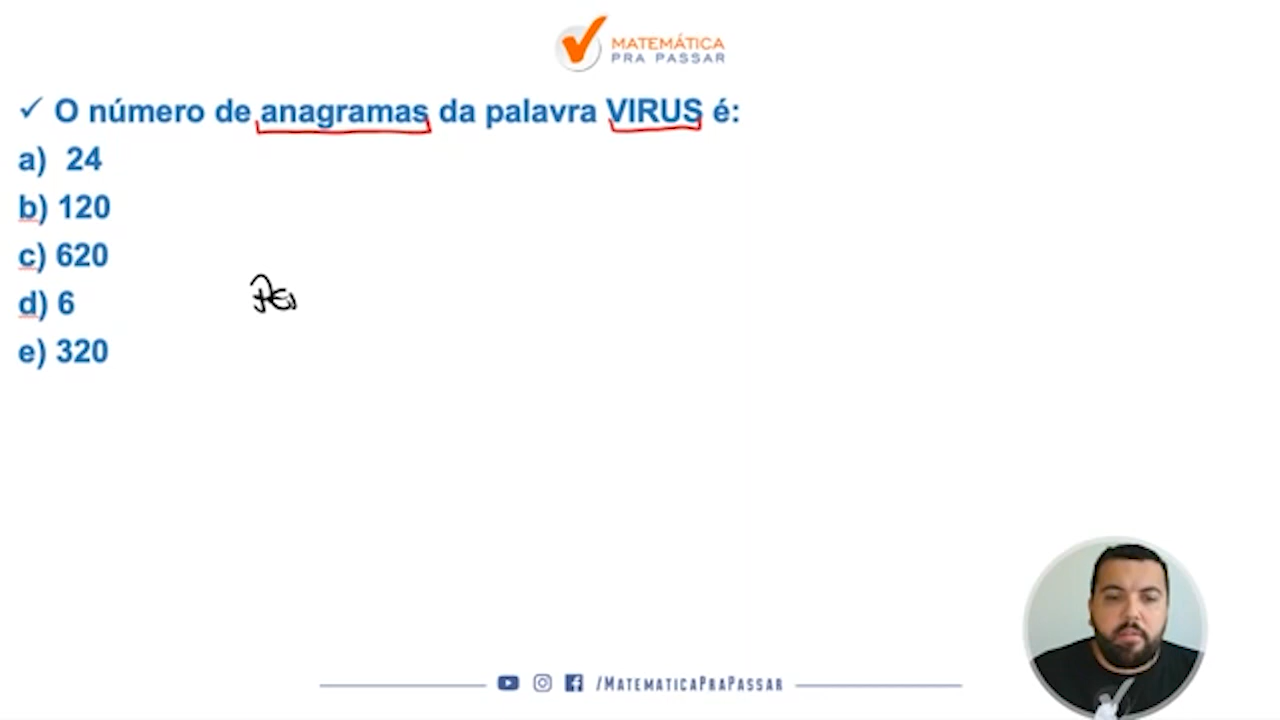 MATEMÁTICA
PRA PASSAR
✓ O número de anagramas da palavra VIRUS é:
a) 24
b) 120
c) 620
d) 6
e) 320
/MATEMATICAPRAPASSAR